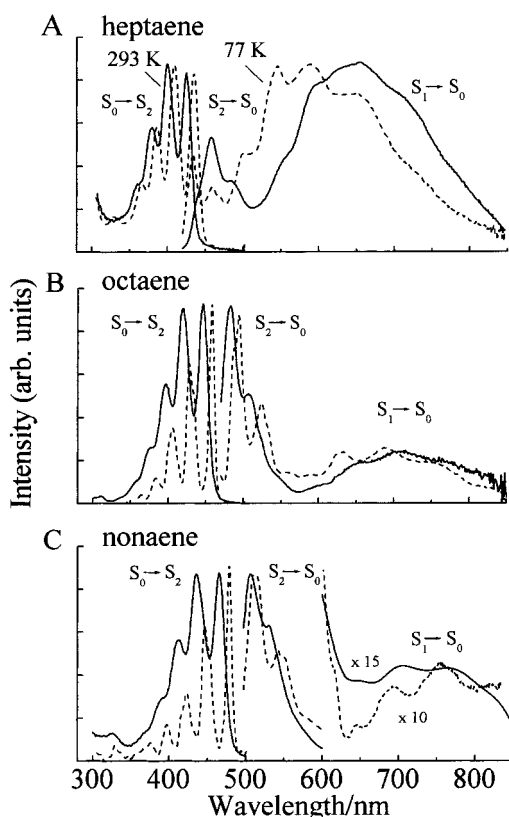 A heptaene
293 K
77 K
S₀→S₂
S₂→S₀
S₁→S₀
B octaene
S₀→S₂
S₂→S₀
S₁→S₀
Intensity (arb. units)
C nonaene
S₀→S₂
S₂→S₀
S₁→S₀
x 15
x 10
300 400 500 600 700 800
Wavelength/nm